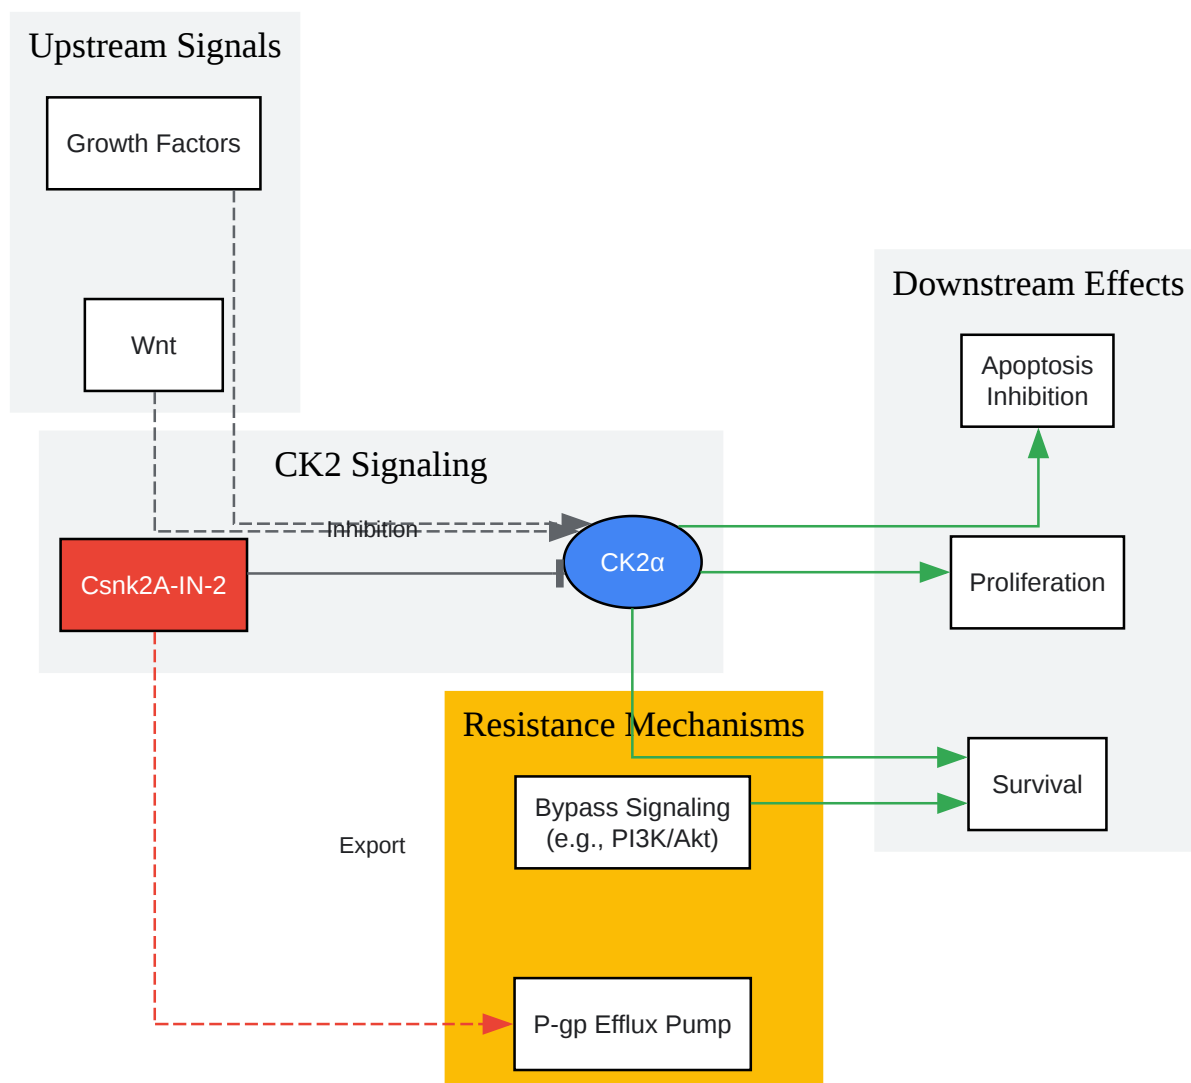 Upstream Signals
Growth Factors
Wnt
CK2 Signaling
Inhibition
Csnk2A-IN-2
CK2α
Downstream Effects
Apoptosis
Inhibition
Proliferation
Survival
Resistance Mechanisms
Bypass Signaling
(e.g., PI3K/Akt)
Export
P-gp Efflux Pump